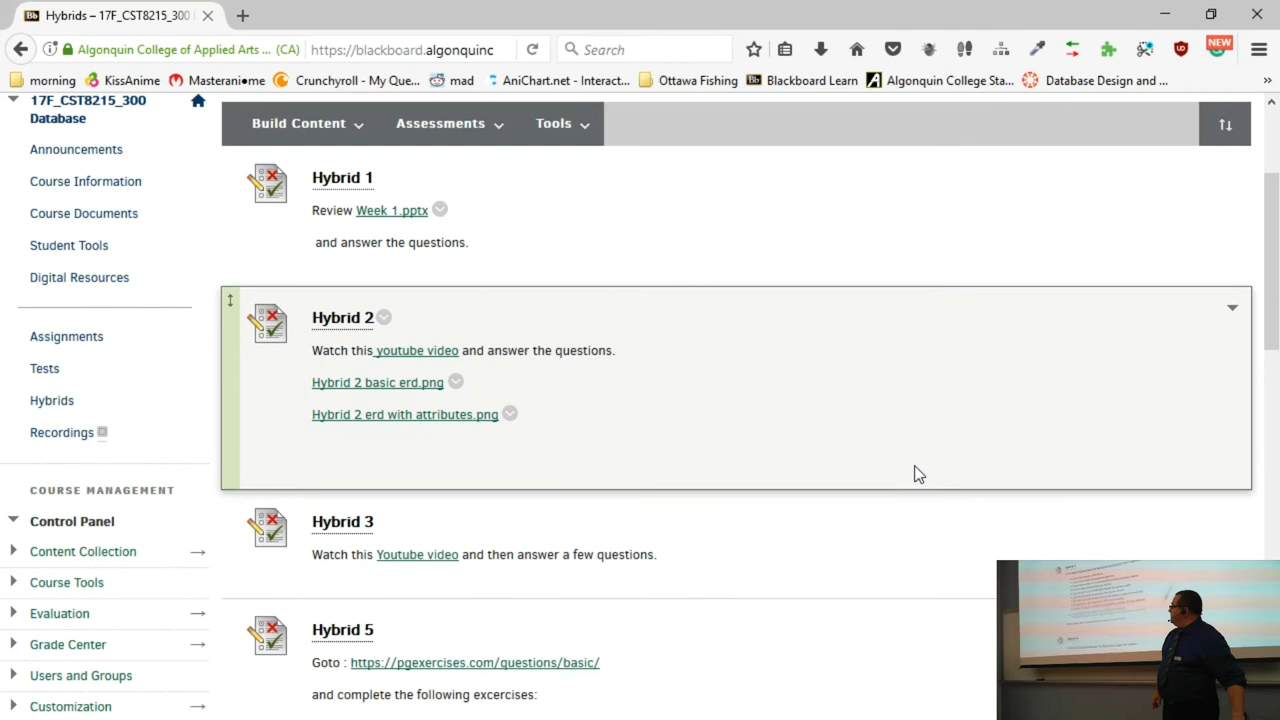 Hybrids – 17F_CST8215_300
Algonquin College of Applied Arts ... (CA)
https://blackboard.algonquinc
Search
NEW
morning
KissAnime
Masterani•me
Crunchyroll - My Que...
mad
AniChart.net - Interact...
Ottawa Fishing
Blackboard Learn
Algonquin College Sta...
Database Design and ...
17F_CST8215_300
Database
Announcements
Course Information
Course Documents
Student Tools
Digital Resources
Assignments
Tests
Hybrids
Recordings
COURSE MANAGEMENT
Control Panel
Content Collection
Course Tools
Evaluation
Grade Center
Users and Groups
Customization
Build Content
Assessments
Tools
Hybrid 1
Review Week 1.pptx
and answer the questions.
Hybrid 2
Watch this youtube video and answer the questions.
Hybrid 2 basic erd.png
Hybrid 2 erd with attributes.png
Hybrid 3
Watch this Youtube video and then answer a few questions.
Hybrid 5
Goto : https://pgexercises.com/questions/basic/
and complete the following excercises: